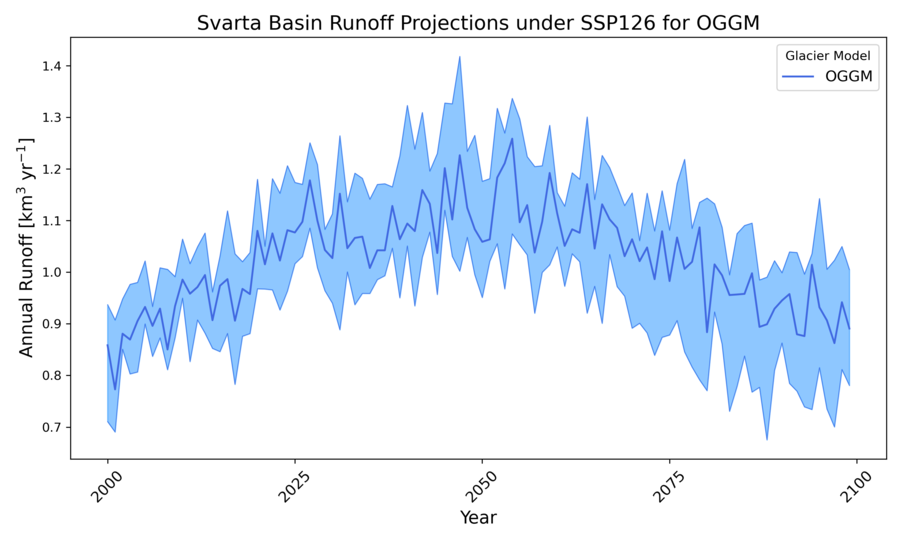 Svarta Basin Runoff Projections under SSP126 for OGGM
Glacier Model
OGGM
Annual Runoff [km³ yr⁻¹]
1.4
1.3
1.2
1.1
1.0
0.9
0.8
0.7
2000
2025
2050
2075
2100
Year